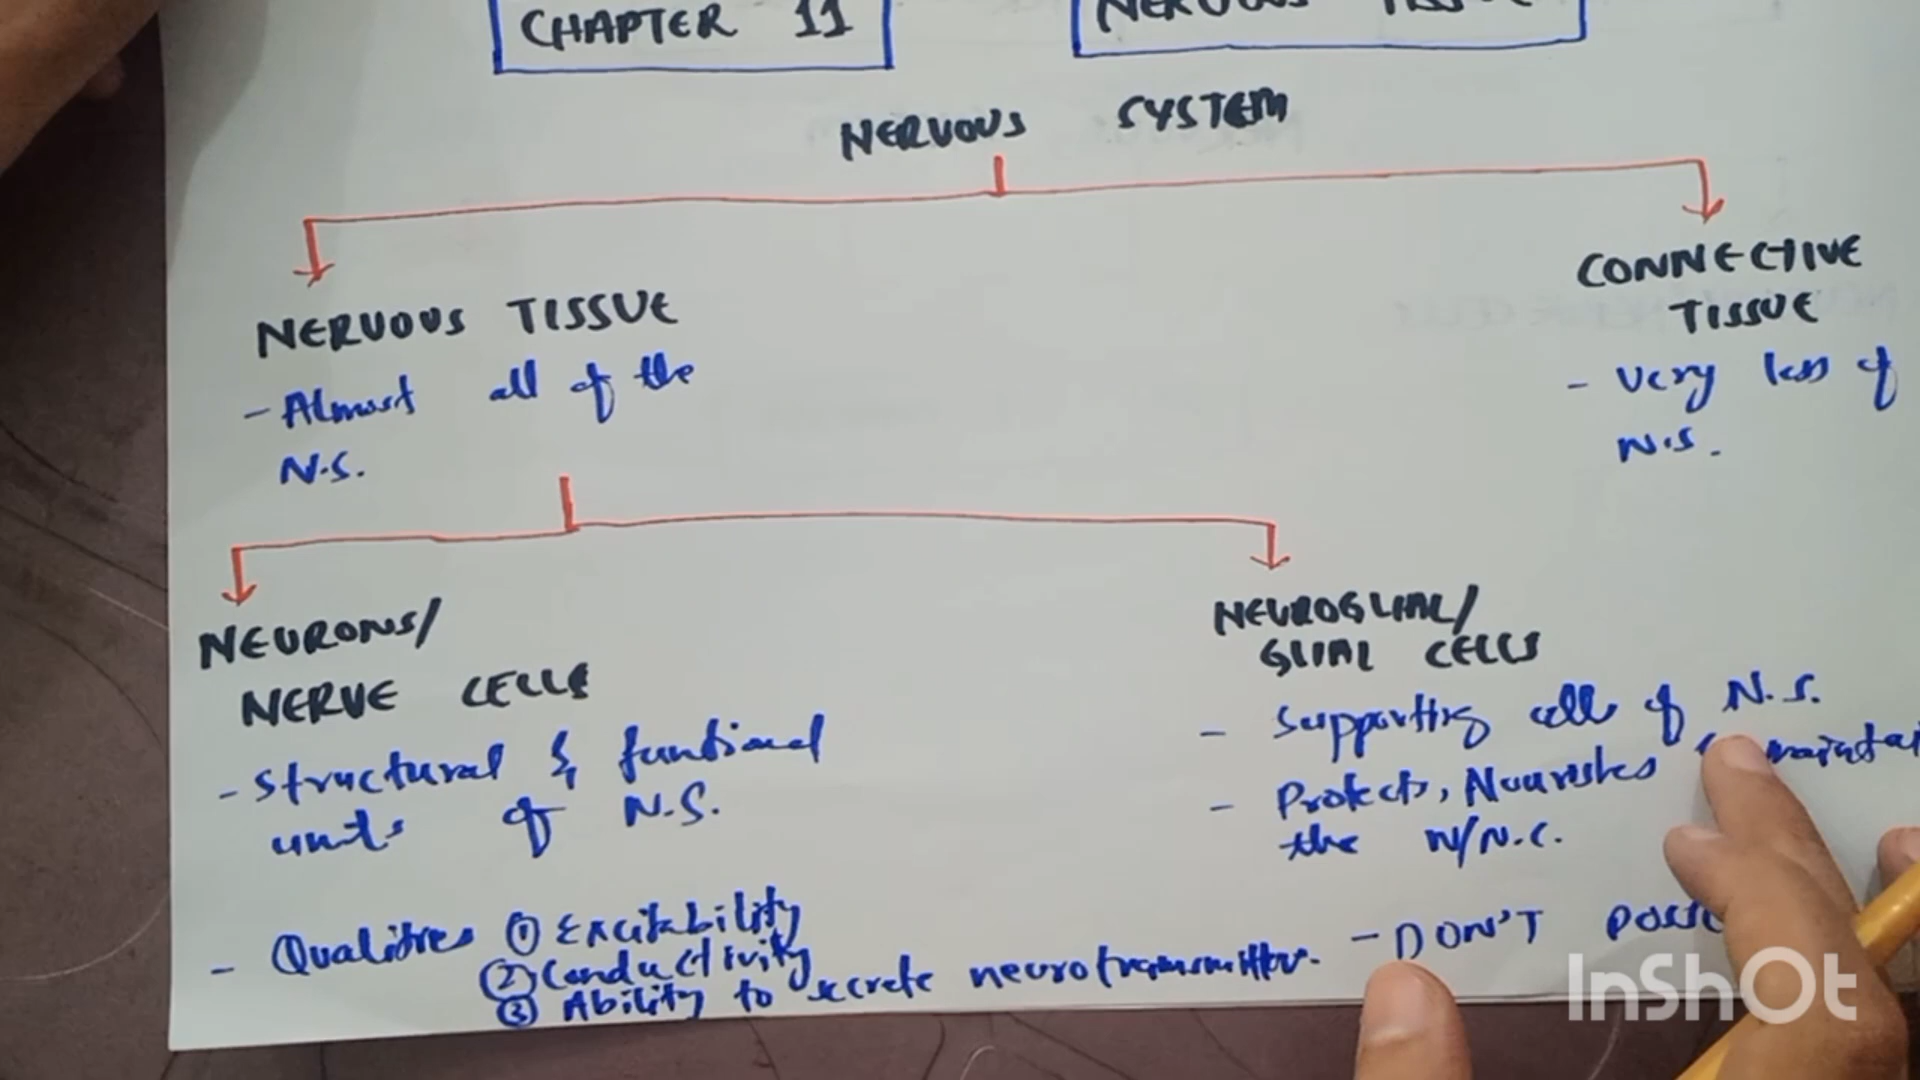 CHAPTER 11
NERVOUS TISSUE
NERVOUS SYSTEM
NERVOUS TISSUE
- Almost all of the
N.S.
CONNECTIVE
TISSUE
- Very less of
N.S.
NEURONS/
NERVE CELLS
- Structural & functional
units of N.S.
- Qualities ① Excitability
② Conductivity
③ Ability to secrete neurotransmitter.
NEUROGLIAL/
GLIAL CELLS
- Supporting cells of N.S.
- Protects, Nourishes
the N/N.C.
- DON'T
InShOt